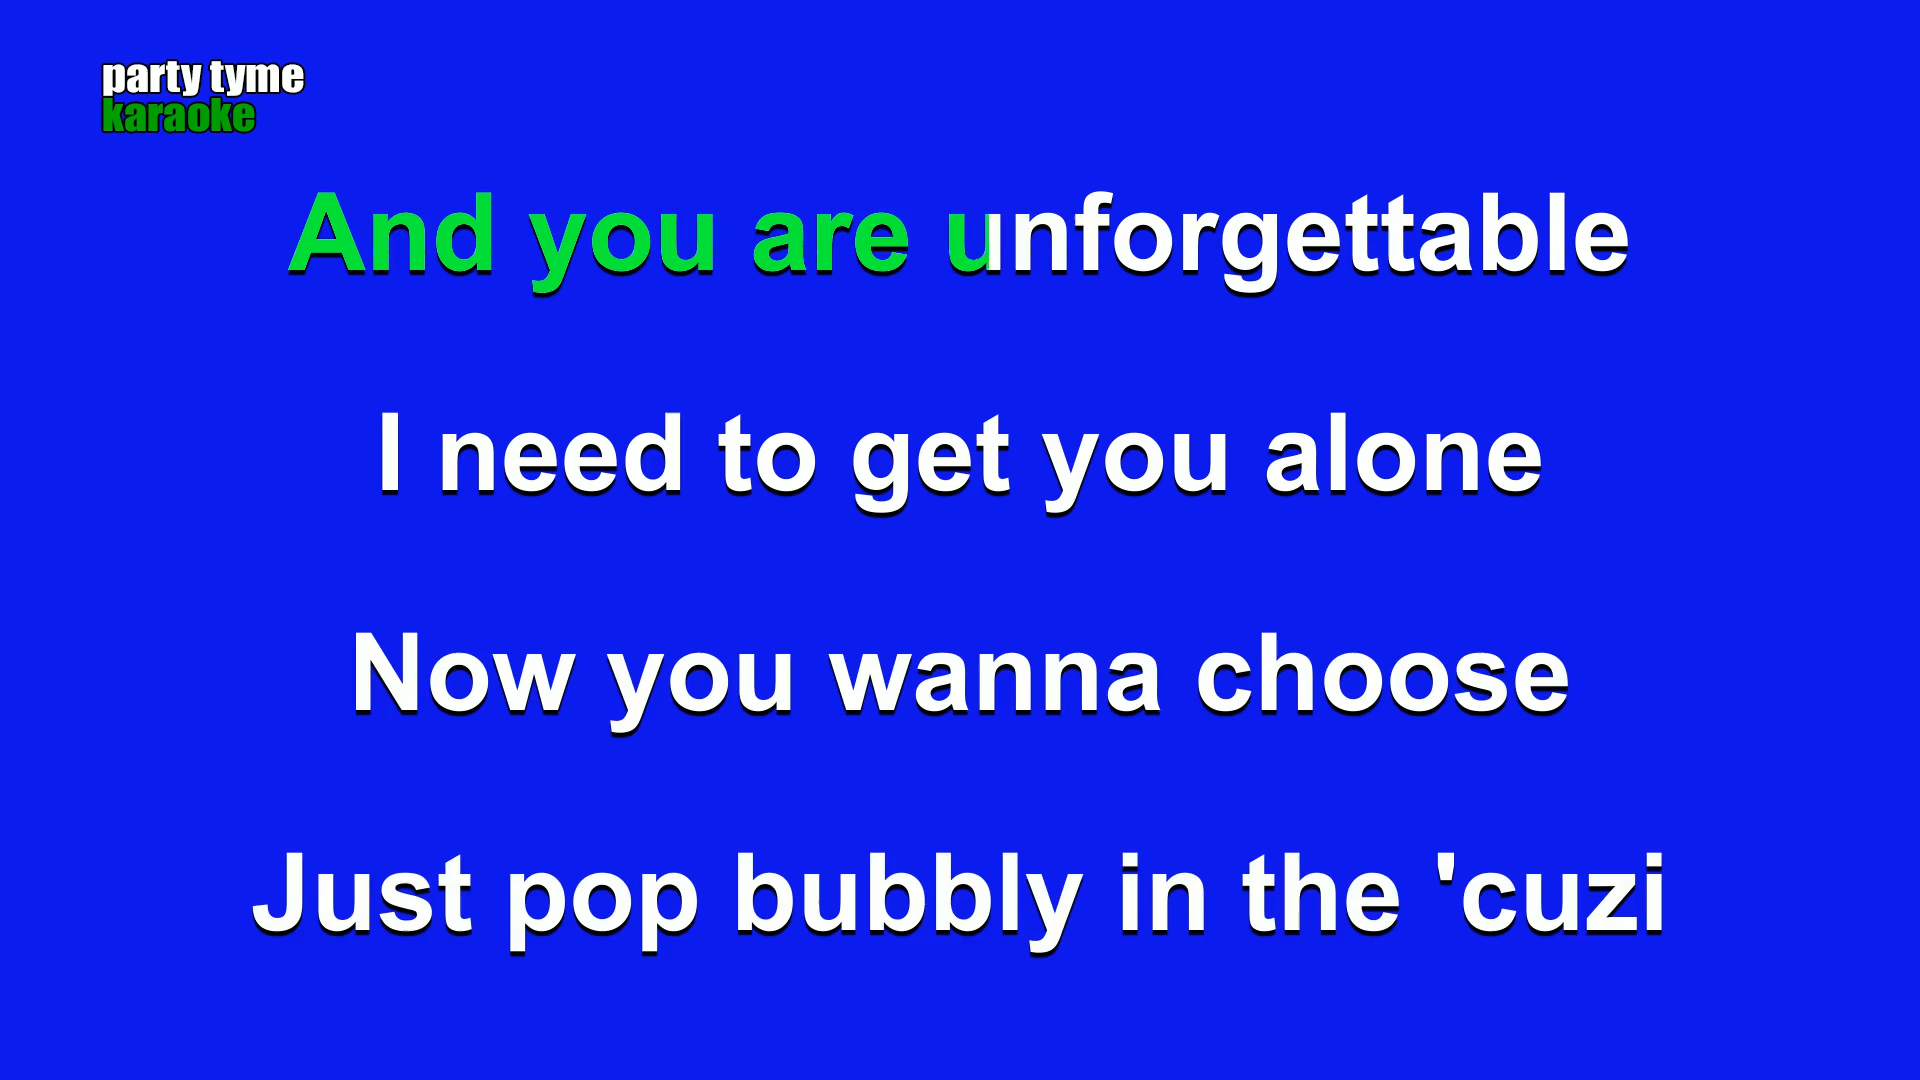 party tyme
karaoke
And you are unforgettable
I need to get you alone
Now you wanna choose
Just pop bubbly in the 'cuzi